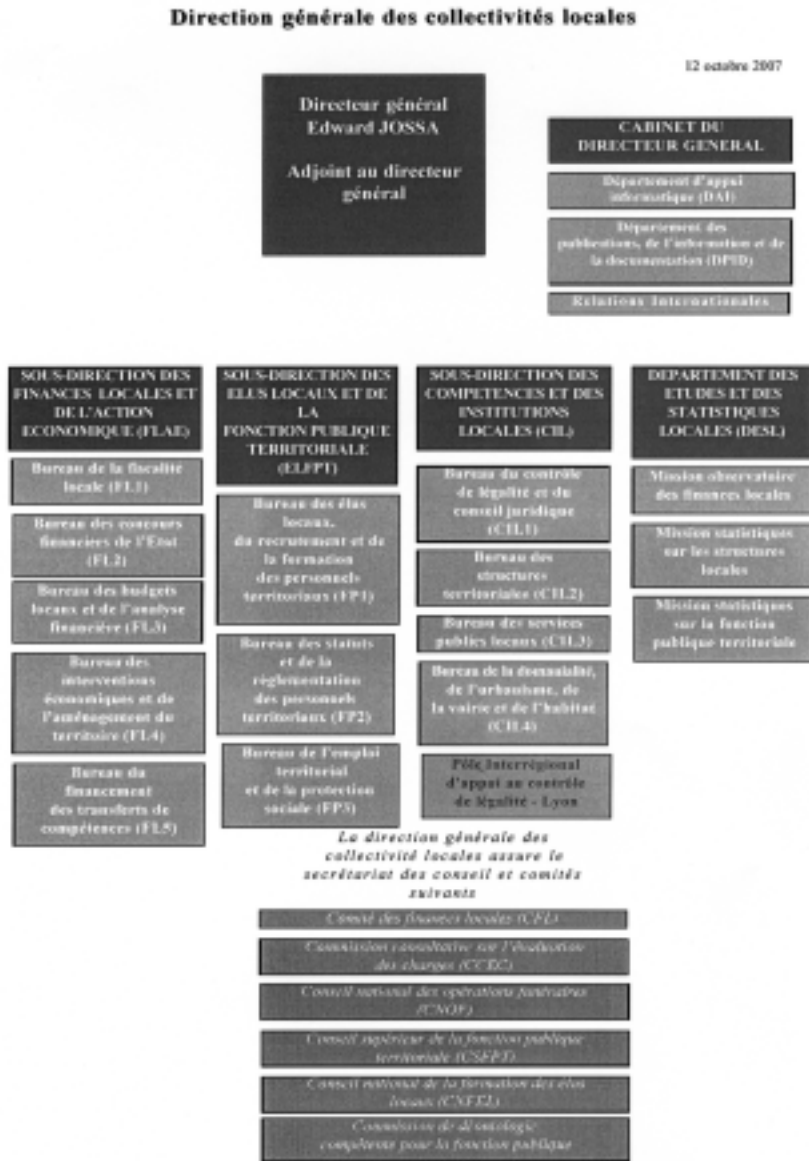 Direction générale des collectivités locales
12 octobre 2007
Directeur général
Edward JOSSA
Adjoint au directeur
général
CABINET DU
DIRECTEUR GENERAL
Département d'appui
informatique (DAI)
Département des
publications, de l'information et de
la documentation (DPID)
Relations Internationales
SOUS-DIRECTION DES
FINANCES LOCALES ET
DE L'ACTION
ECONOMIQUE (FLAE)
Bureau de la fiscalité
locale (FL1)
Bureau des concours
financiers de l'Etat
(FL2)
Bureau des budgets
locaux et de l'analyse
financière (FL3)
Bureau des
interventions
économiques et de
l'aménagement du
territoire (FL4)
Bureau du
financement
des transferts de
compétences (FL5)
SOUS-DIRECTION DES
ELUS LOCAUX ET DE
LA
FONCTION PUBLIQUE
TERRITORIALE
(ELFPT)
Bureau des élus
locaux,
du recrutement et de
la formation
des personnels
territoriaux (FP1)
Bureau des statuts
et de la
règlementation
des personnels
territoriaux (FP2)
Bureau de l'emploi
territorial
et de la protection
sociale (FP3)
SOUS-DIRECTION DES
COMPETENCES ET DES
INSTITUTIONS
LOCALES (CIL)
Bureau du contrôle
de légalité et du
conseil juridique
(CIL1)
Bureau des
structures
territoriales (CIL2)
Bureau des services
publics locaux (CIL3)
Bureau de la domanialité,
de l'urbanisme, de
la voirie et de l'habitat
(CIL4)
Pôle Interrégional
d'appui au contrôle
de légalité - Lyon
DEPARTEMENT DES
ETUDES ET DES
STATISTIQUES
LOCALES (DESL)
Mission observatoire
des finances locales
Mission statistiques
sur les structures
locales
Mission statistiques
sur la fonction
publique territoriale
La direction générale des
collectivité locales assure le
secrétariat des conseil et comités
suivants
Comité des finances locales (CFL)
Commission consultative sur l'évaluation
des charges (CCEC)
Conseil national des opérations funéraires
(CNOF)
Conseil supérieur de la fonction publique
territoriale (CSFPT)
Conseil national de la formation des élus
locaux (CNFEL)
Commission de déontologie
compétente pour la fonction publique